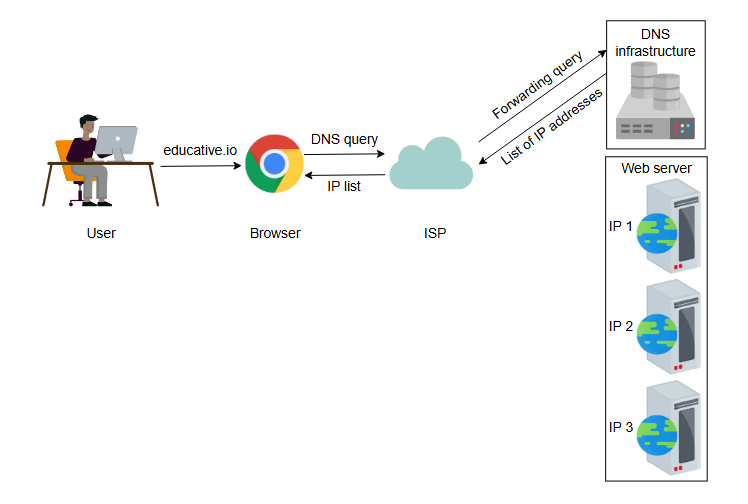 DNS
infrastructure
Forwarding query
List of IP addresses
educative.io
DNS query
IP list
User
Browser
ISP
Web server
IP 1
IP 2
IP 3